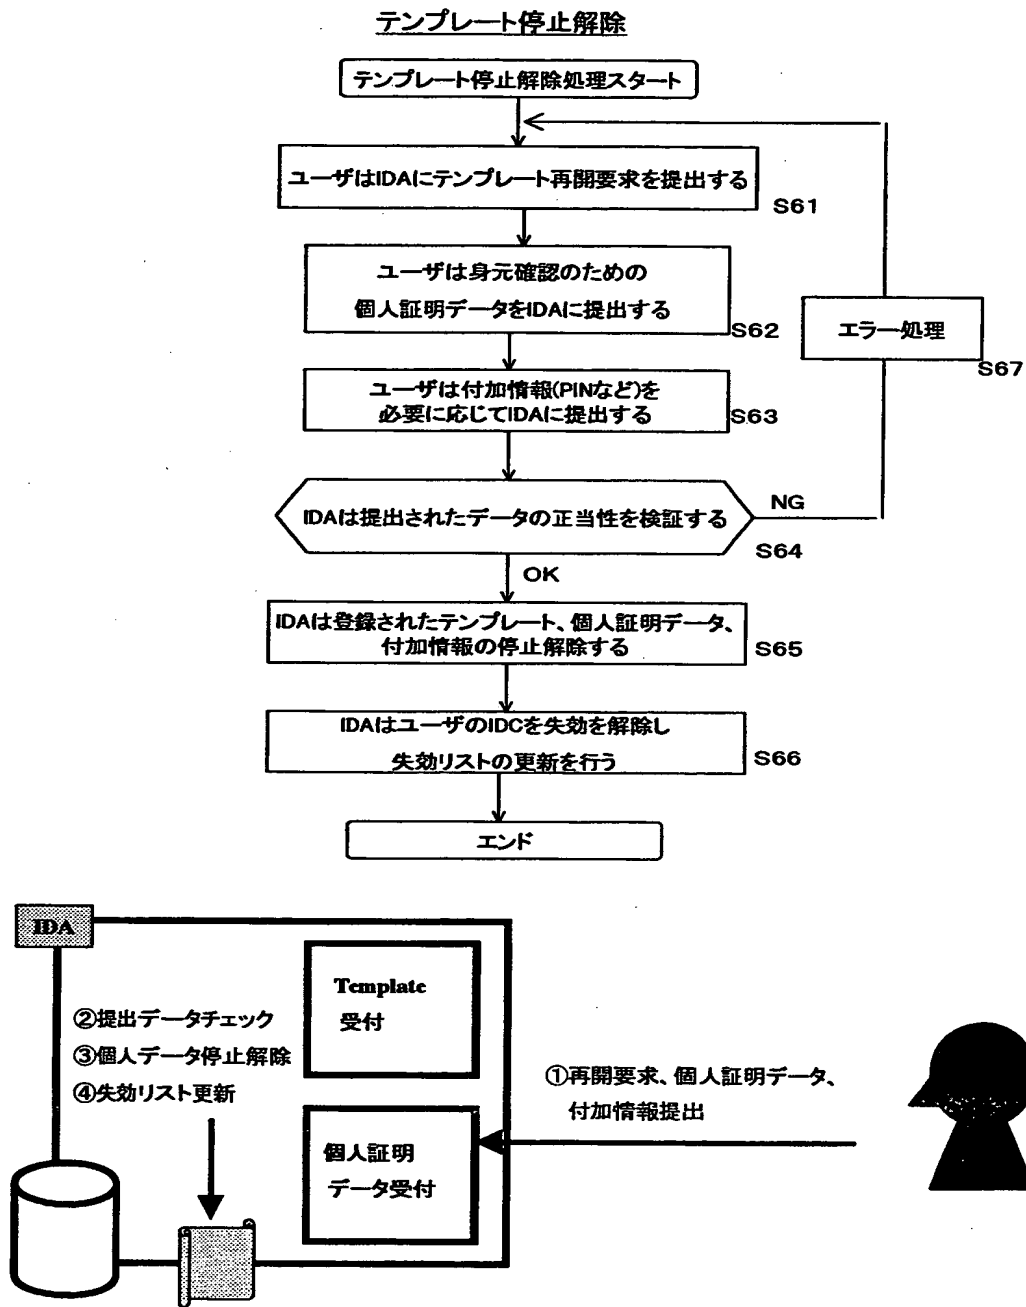 テンプレート停止解除
テンプレート停止解除処理スタート
ユーザはIDAにテンプレート再開要求を提出する
S61
ユーザは身元確認のための
個人証明データをIDAに提出する
S62
エラー処理
S67
ユーザは付加情報(PINなど)を
必要に応じてIDAに提出する
S63
IDAは提出されたデータの正当性を検証する
NG
S64
OK
IDAは登録されたテンプレート、個人証明データ、
付加情報の停止解除する
S65
IDAはユーザのIDCを失効を解除し
失効リストの更新を行う
S66
エンド
IDA
Template
受付
②提出データチェック
③個人データ停止解除
④失効リスト更新
①再開要求、個人証明データ、
付加情報提出
個人証明
データ受付